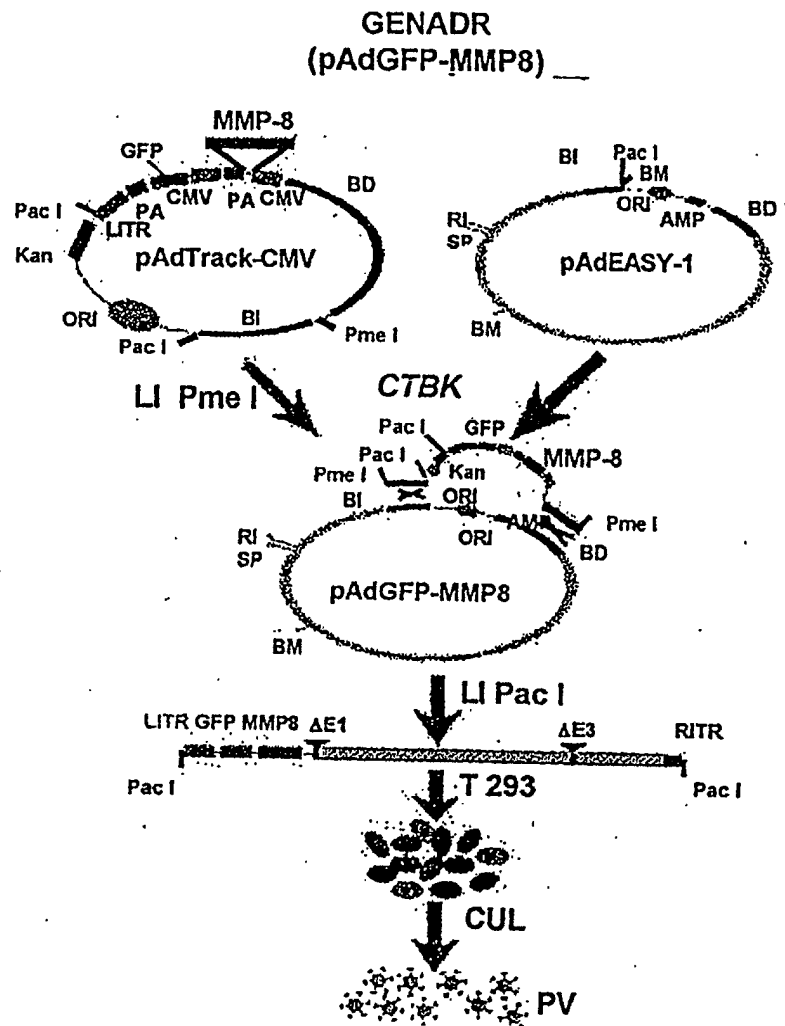 GENADR
(pAdGFP-MMP8)
MMP-8
GFP
PA
CMV
PA
CMV
BD
Pac I
LITR
Kan
pAdTrack-CMV
ORI
Pac I
BI
Pme I
BI
Pac I
BM
ORI
AMP
BD
RI
SP
pAdEASY-1
BM
LI Pme I
CTBK
Pac I
GFP
Pac I
MMP-8
Pme I
Kan
BI
ORI
AM
Pme I
ORI
BD
RI
SP
pAdGFP-MMP8
BM
LI Pac I
LITR GFP MMP8
ΔE1
ΔE3
RITR
Pac I
Pac I
T 293
CUL
PV